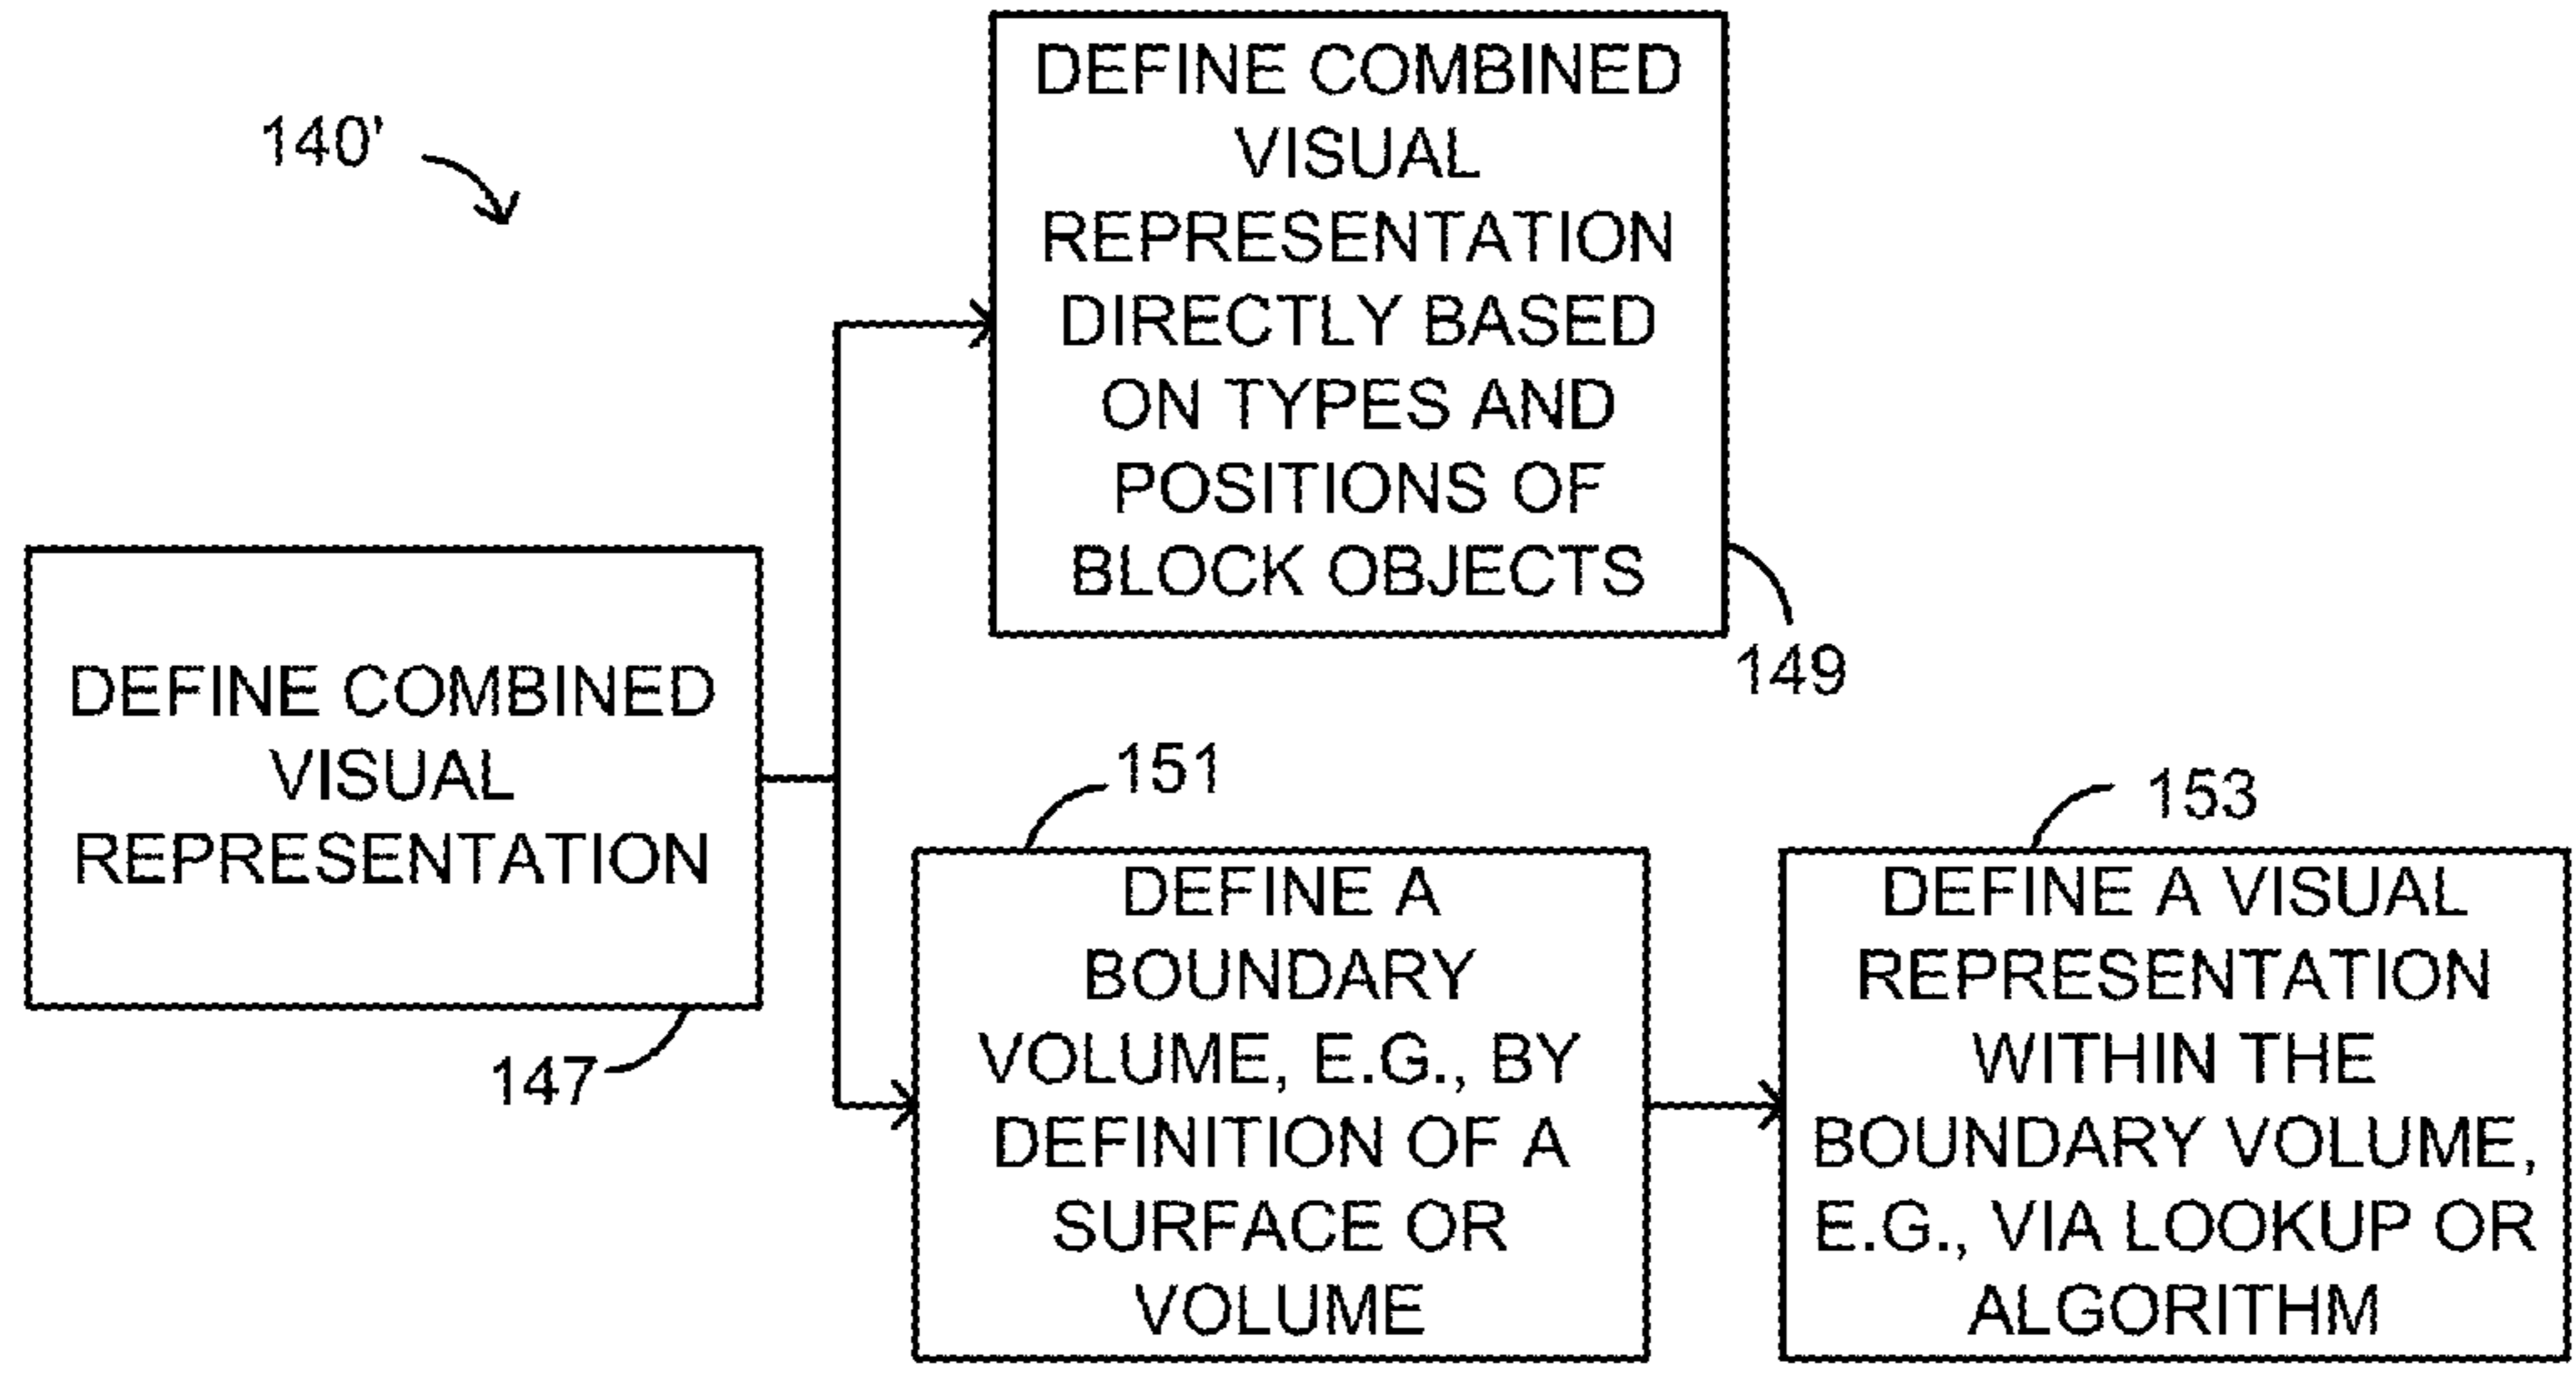 140'
DEFINE COMBINED
VISUAL
REPRESENTATION
DIRECTLY BASED
ON TYPES AND
POSITIONS OF
BLOCK OBJECTS
149
DEFINE COMBINED
VISUAL
REPRESENTATION
147
151
DEFINE A
BOUNDARY
VOLUME, E.G., BY
DEFINITION OF A
SURFACE OR
VOLUME
153
DEFINE A VISUAL
REPRESENTATION
WITHIN THE
BOUNDARY VOLUME,
E.G., VIA LOOKUP OR
ALGORITHM